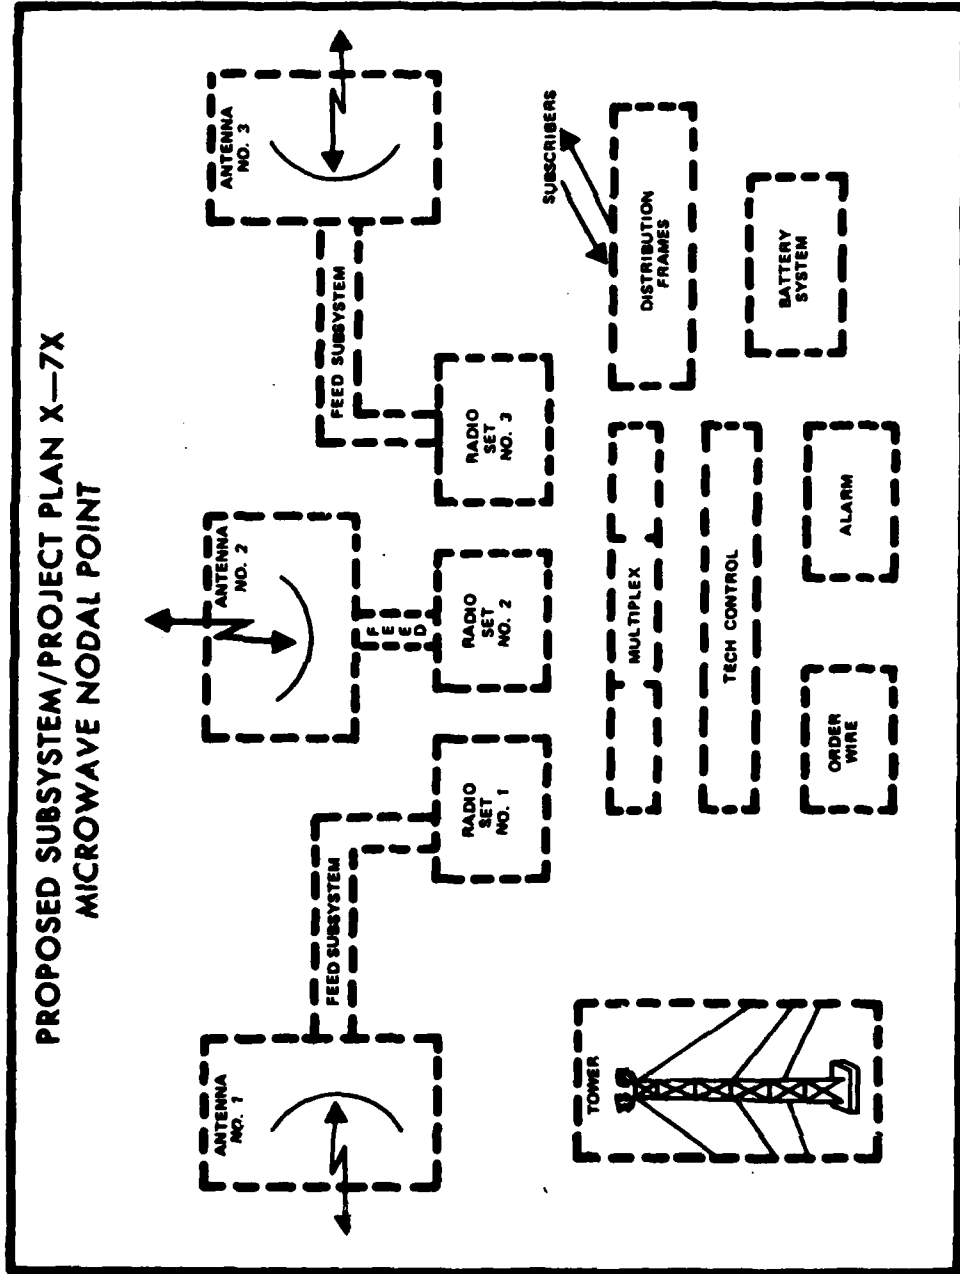 PROPOSED SUBSYSTEM/PROJECT PLAN X—7X
MICROWAVE NODAL POINT
ANTENNA
NO. 1
FEED SUBSYSTEM
RADIO
SET
NO. 1
ANTENNA
NO. 2
FEED
RADIO
SET
NO. 2
ANTENNA
NO. 3
FEED SUBSYSTEM
RADIO
SET
NO. 3
TOWER
MULTIPLEX
TECH CONTROL
ORDER
WIRE
ALARM
SUBSCRIBERS
DISTRIBUTION
FRAMES
BATTERY
SYSTEM